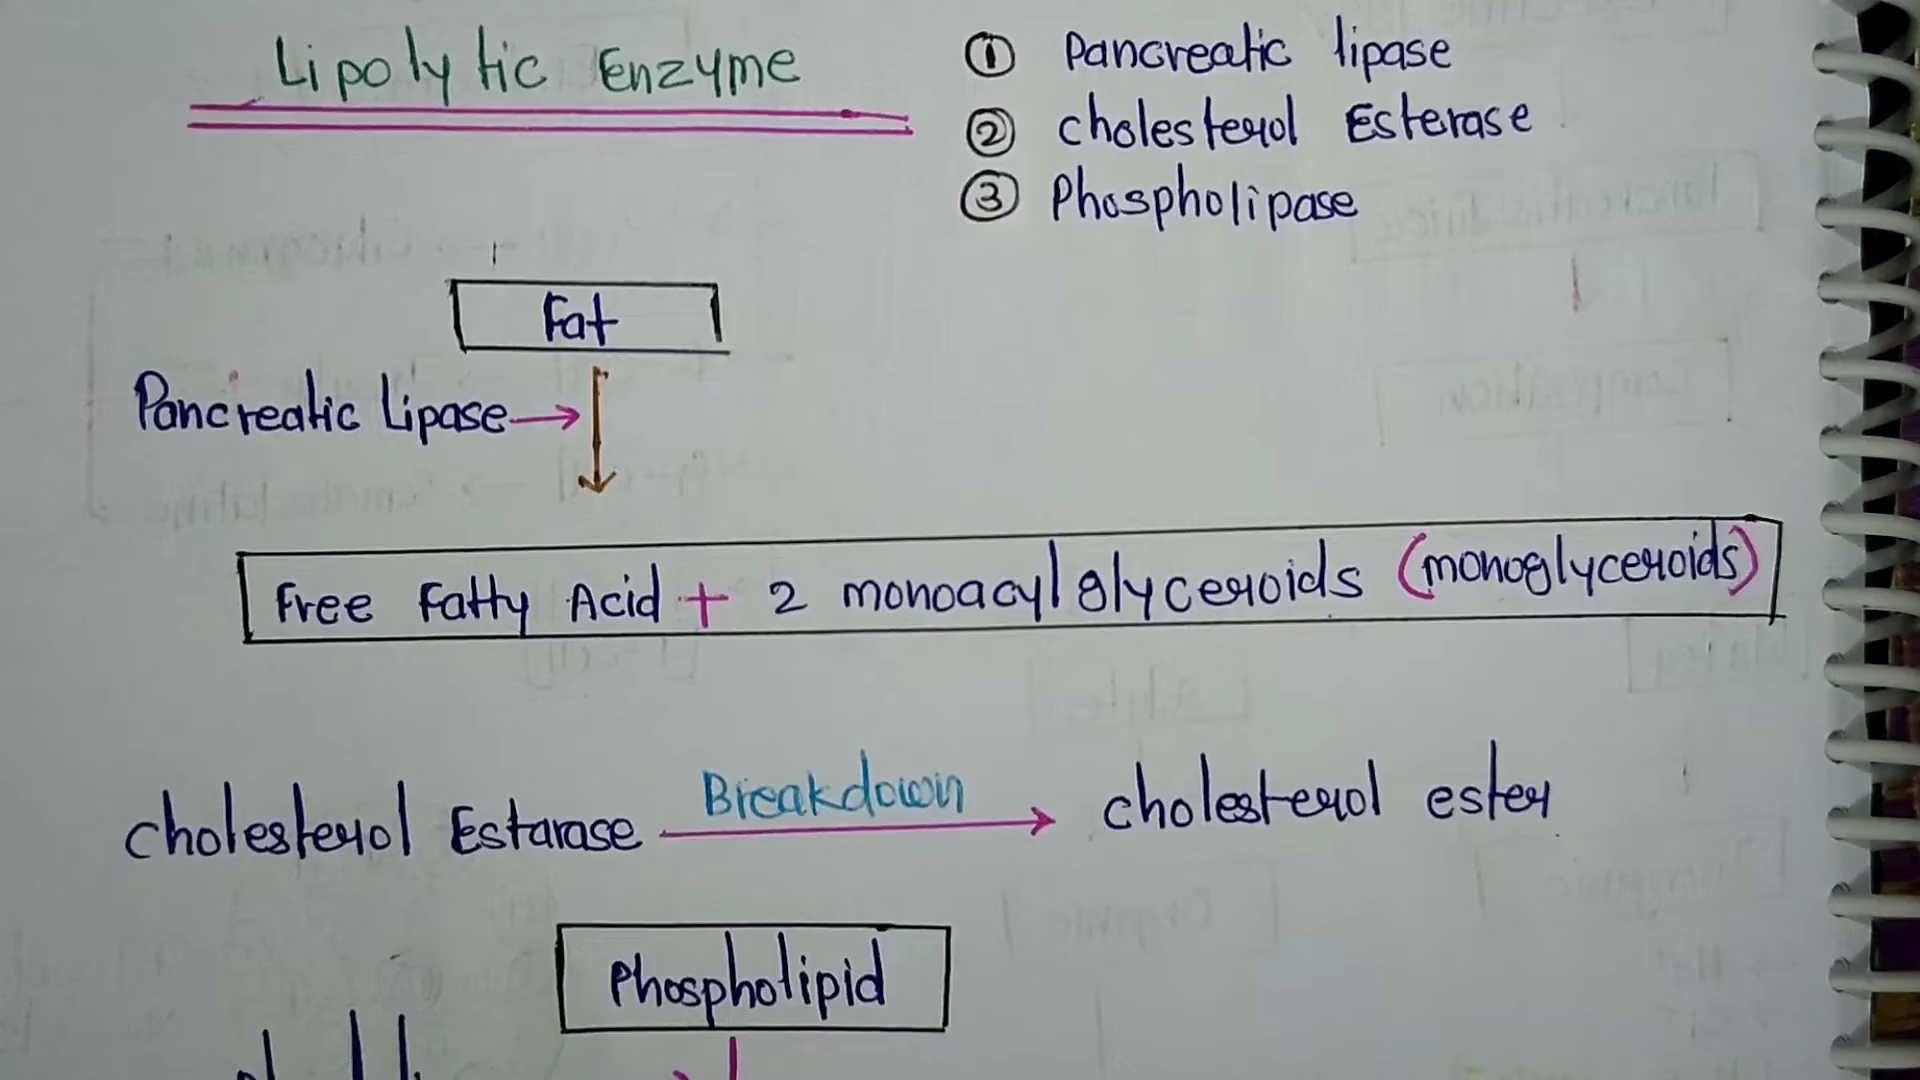 Lipolytic Enzyme
① Pancreatic lipase
② cholesterol Esterase
③ Phospholipase
Fat
Pancreatic Lipase
Free Fatty Acid + 2 monoacylglyceroids (monoglyceroids)
Breakdown
cholesterol Estarase → cholesterol ester
Phospholipid